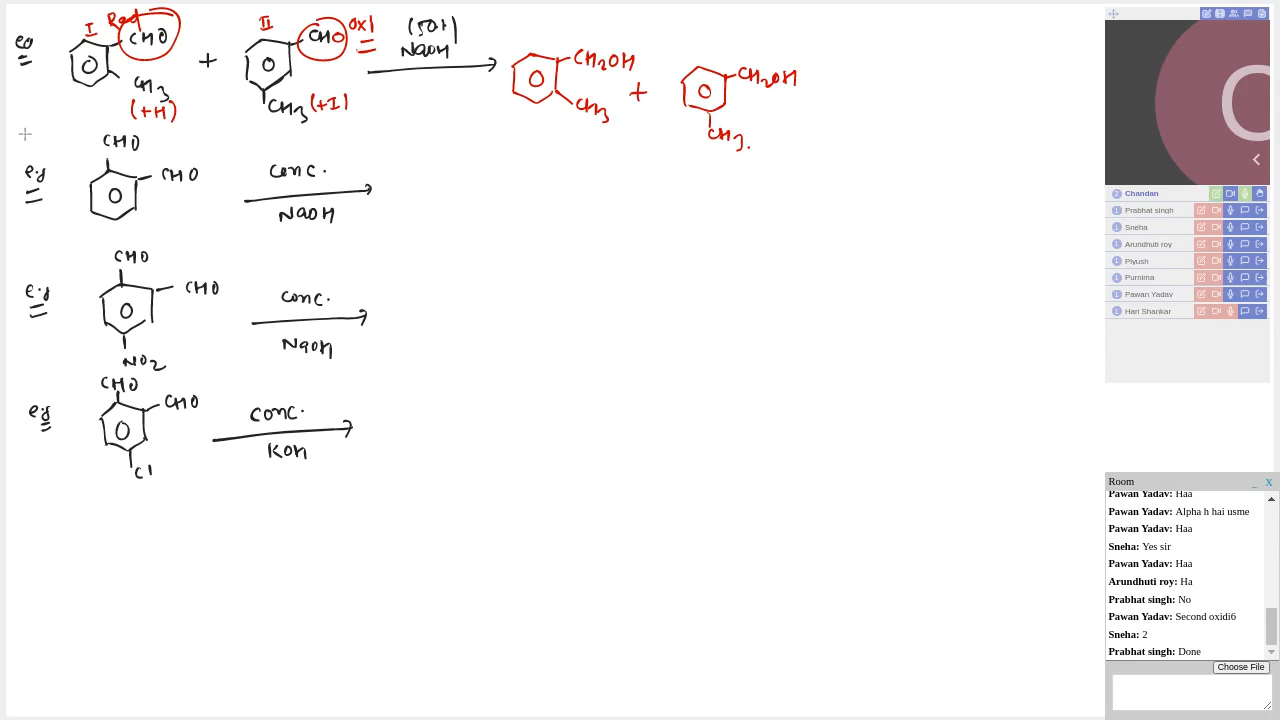 I Red II
eg CHO + CHO oxi (50%) NaOH CH2OH + CH2OH
CH3 (+H) CH3 (+I) CH3 CH3.
CHO
e.g CHO conc. NaOH
CHO
e.g CHO conc. NaOH
NO2
CHO
e.g CHO conc. KOH
Cl
C
Chandan
Prabhat singh
Sneha
Arundhuti roy
Piyush
Purnima
Pawan Yadav
Hari Shankar
Room _ X
Pawan Yadav: Haa
Pawan Yadav: Alpha h hai usme
Pawan Yadav: Haa
Sneha: Yes sir
Pawan Yadav: Haa
Arundhuti roy: Ha
Prabhat singh: No
Pawan Yadav: Second oxidi6
Sneha: 2
Prabhat singh: Done
Choose File